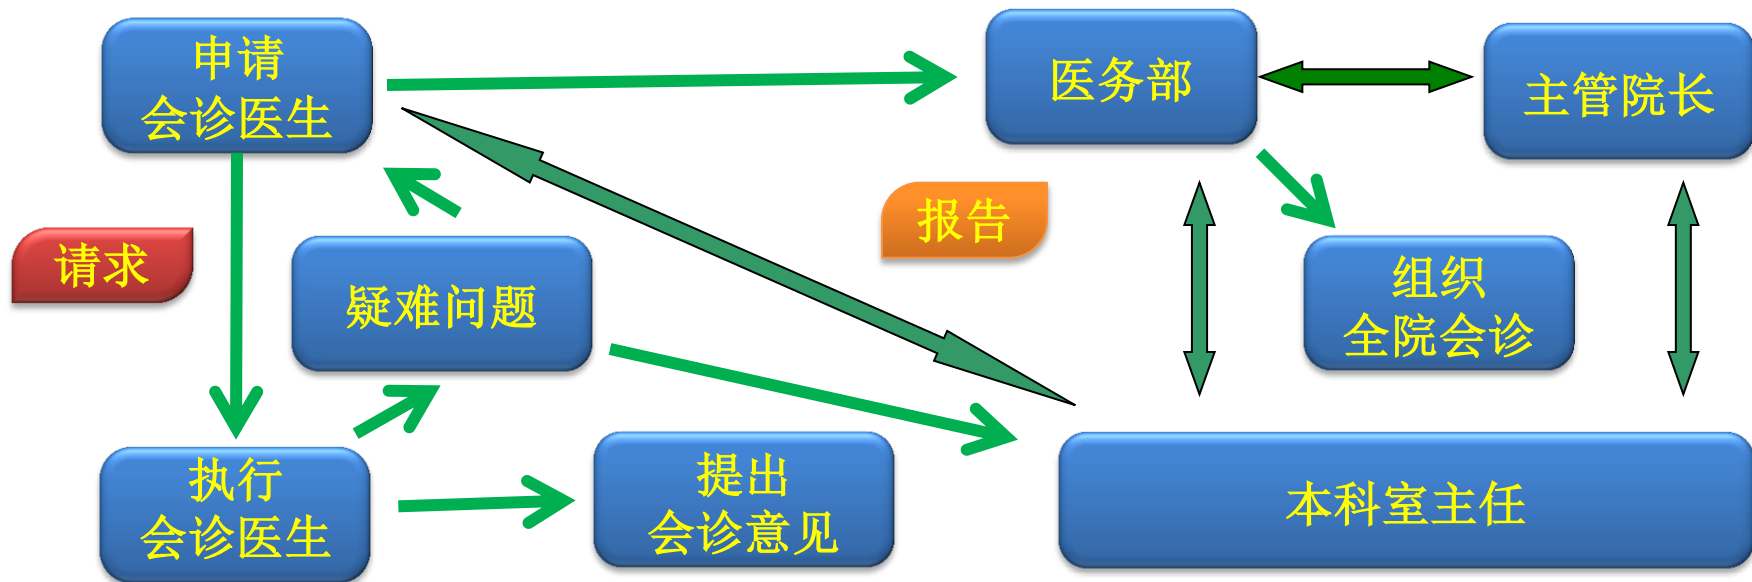 申请
会诊医生
医务部
主管院长
请求
报告
疑难问题
组织
全院会诊
执行
会诊医生
提出
会诊意见
本科室主任